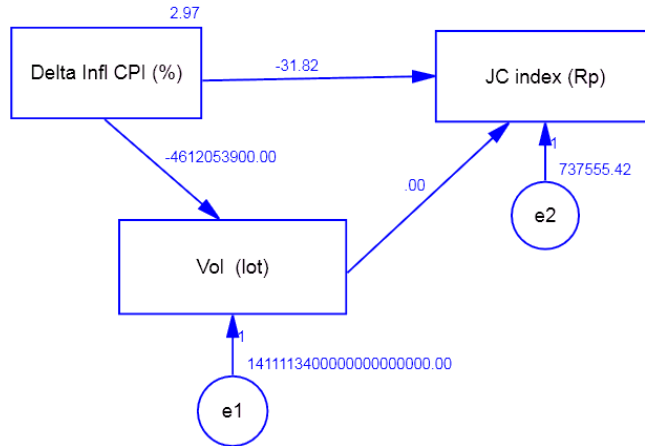 2.97
Delta Infl CPI (%)
-31.82
JC index (Rp)
-4612053900.00
1
737555.42
.00
e2
Vol (lot)
1
1411113400000000000000.00
e1